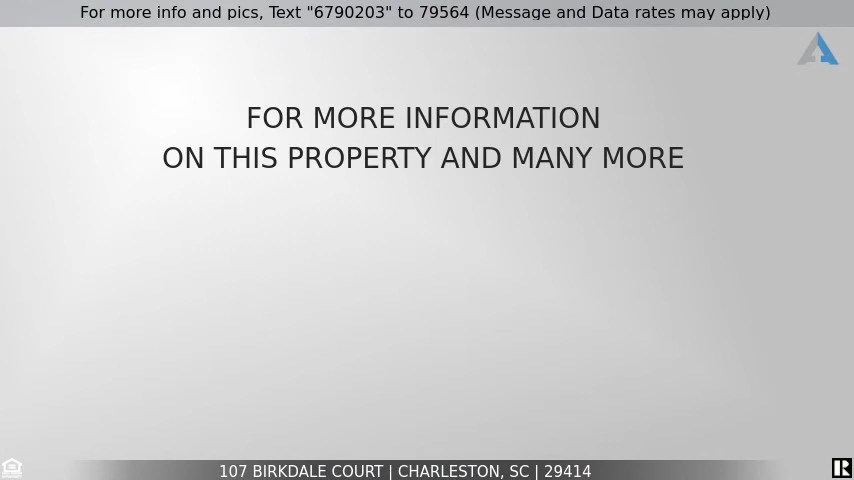 For more info and pics, Text "6790203" to 79564 (Message and Data rates may apply)
FOR MORE INFORMATION
ON THIS PROPERTY AND MANY MORE
107 BIRKDALE COURT | CHARLESTON, SC | 29414